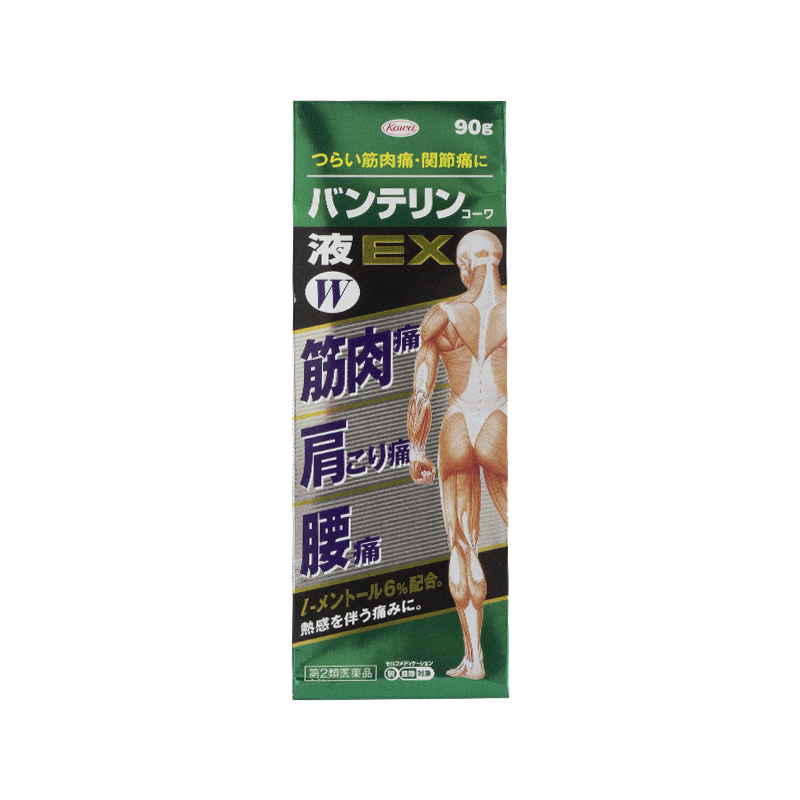 Kowa
90g
つらい筋肉痛・関節痛に
バンテリンコーワ
液EX
W
筋肉痛
肩こり痛
腰痛
l-メントール6%配合。
熱感を伴う痛みに。
第2類医薬品
セルフメディケーション
税 控除 対象